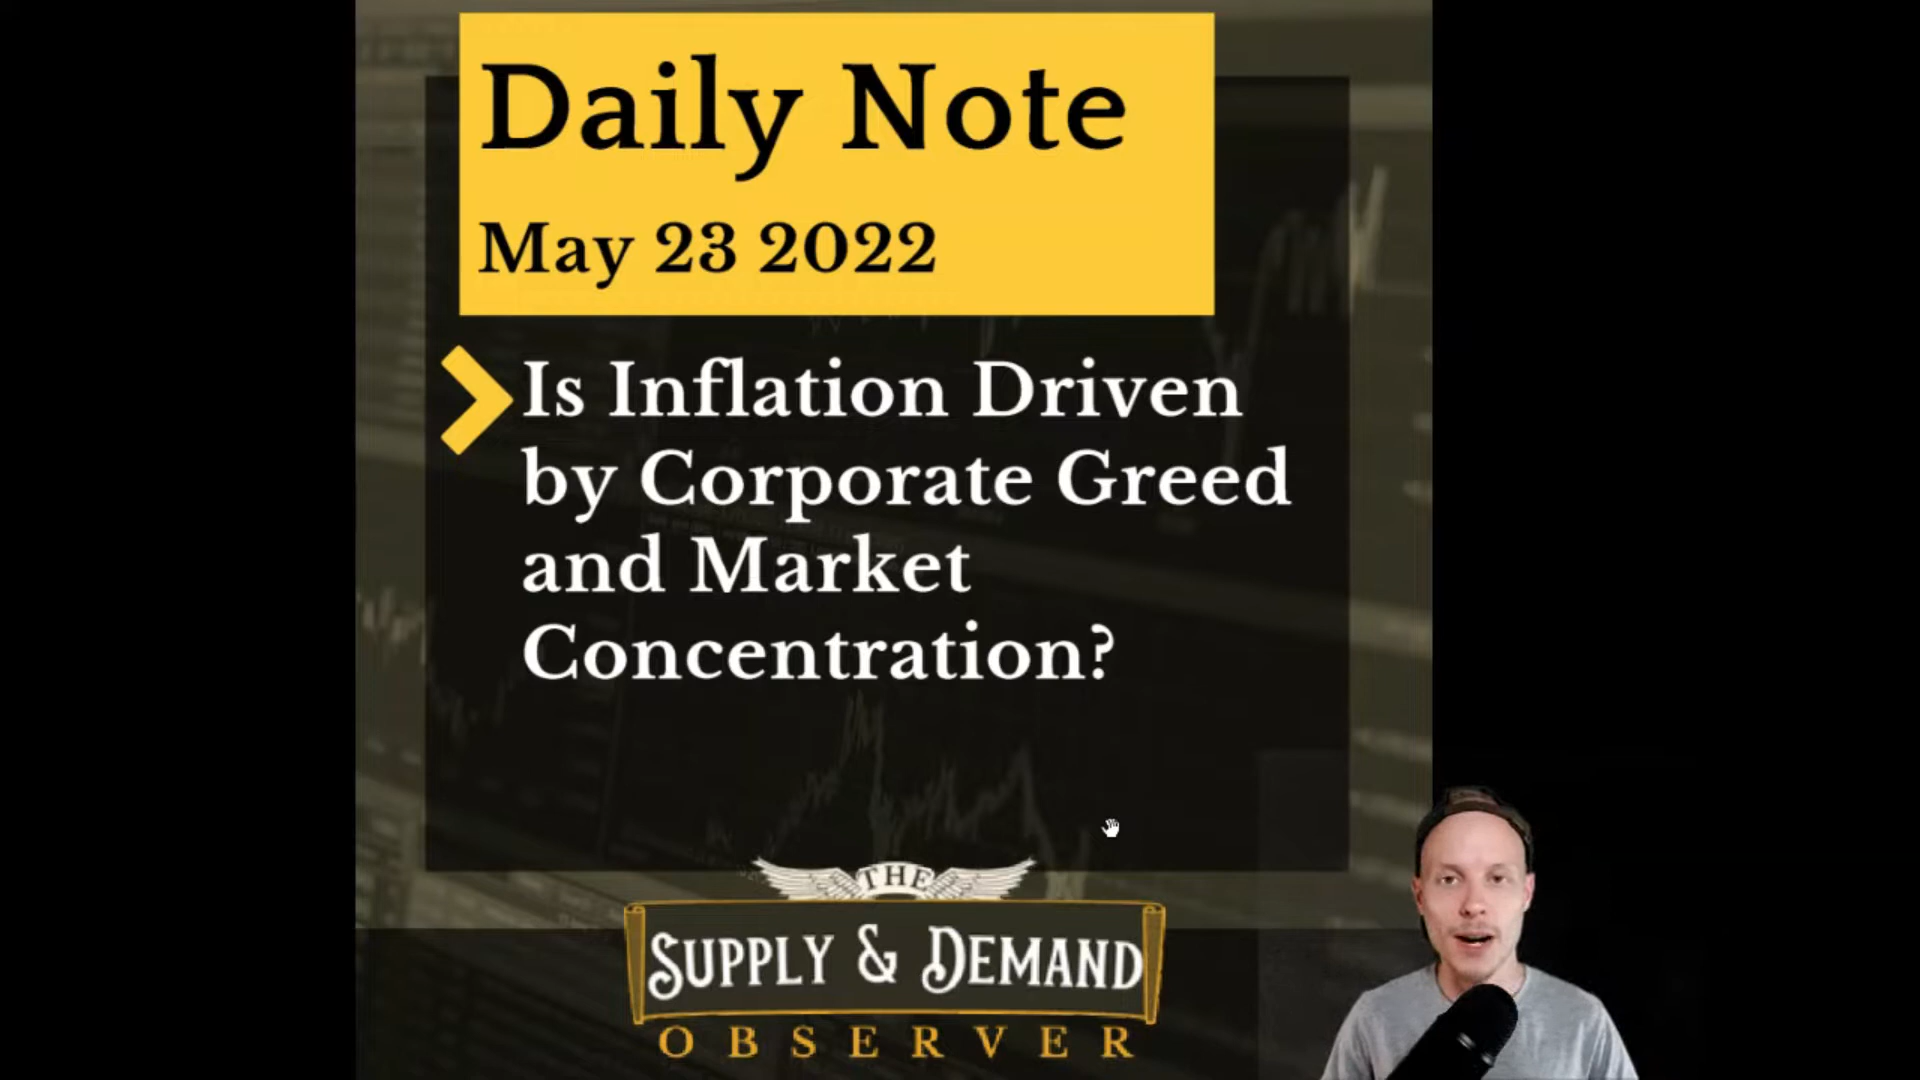 Daily Note
May 23 2022
Is Inflation Driven
by Corporate Greed
and Market
Concentration?
THE
SUPPLY & DEMAND
OBSERVER